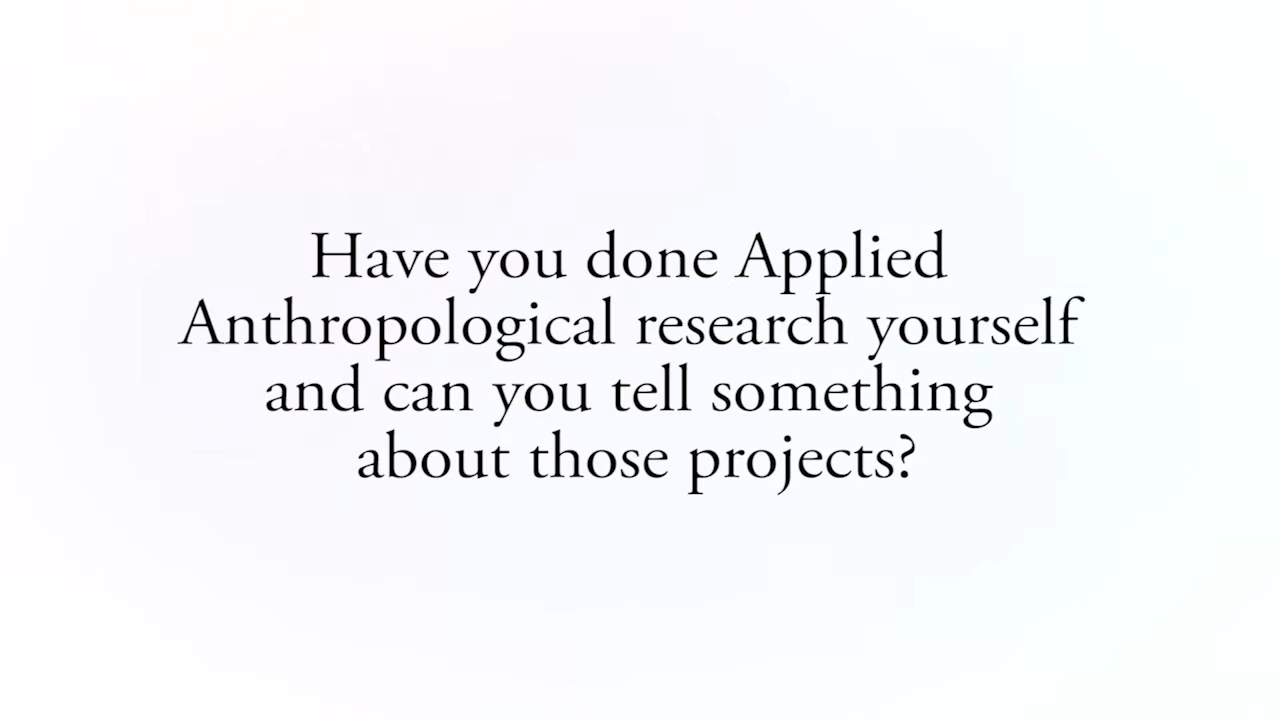 Have you done Applied
Anthropological research yourself
and can you tell something
about those projects?